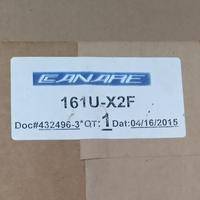 CANARE
161U-X2F
Doc#432496-3 QT: 1 Dat:04/16/2015